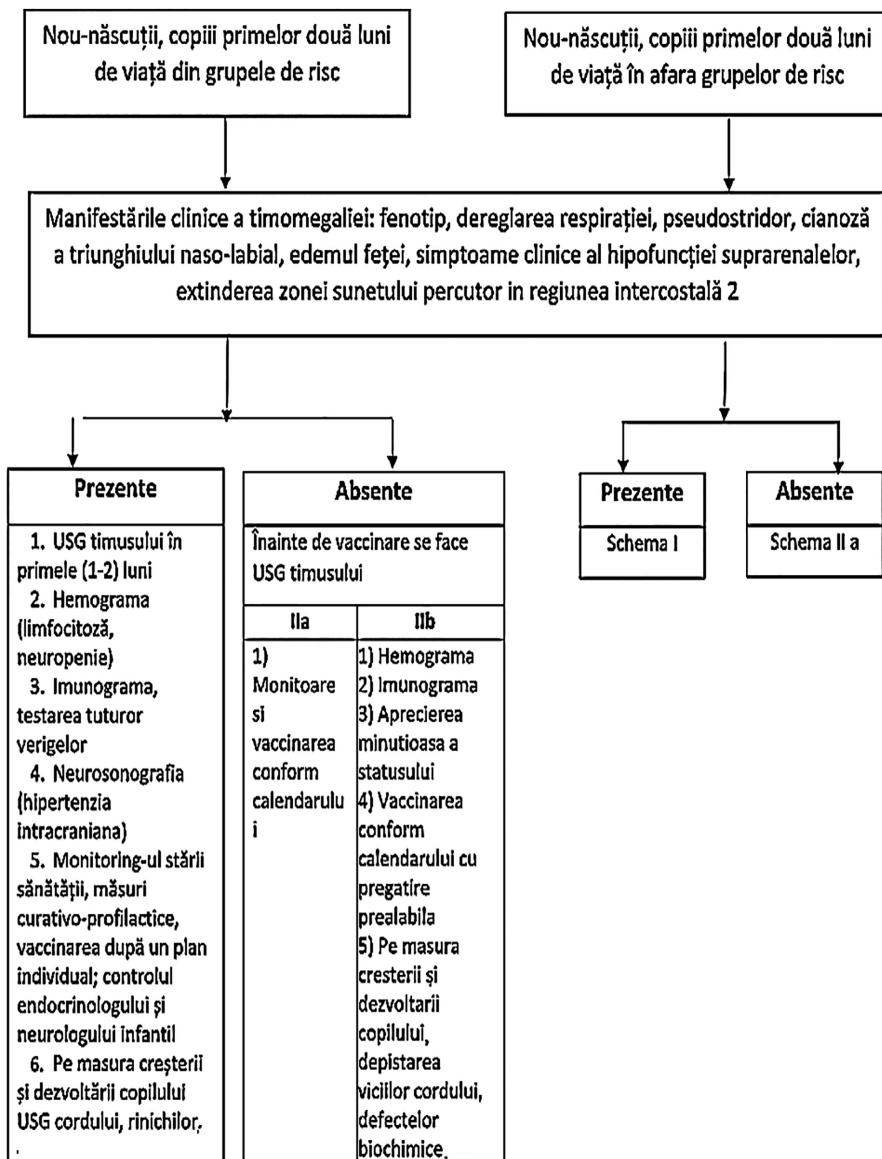 Nou-născuții, copiii primelor două luni
de viață din grupele de risc
Nou-născuții, copiii primelor două luni
de viață în afara grupelor de risc
Manifestările clinice a timomegaliei: fenotip, dereglarea respirației, pseudostridor, cianoză
a triunghiului naso-labial, edemul feței, simptoame clinice al hipofuncției suprarenalelor,
extinderea zonei sunetului percutor in regiunea intercostală 2
Prezente
1. USG timusului în
primele (1-2) luni
2. Hemograma
(limfocitoză,
neuropenie)
3. Imunograma,
testarea tuturor
verigelor
4. Neurosonografia
(hipertenzia
intracraniana)
5. Monitoring-ul stării
sănătății, măsuri
curativo-profilactice,
vaccinarea după un plan
individual; controlul
endocrinologului și
neurologului infantil
6. Pe masura creșterii
și dezvoltării copilului
USG cordului, rinichilor.
.
Absente
Înainte de vaccinare se face
USG timusului
IIa
1)
Monitoare
si
vaccinarea
conform
calendarulu
i
IIb
1) Hemograma
2) Imunograma
3) Aprecierea
minutioasa a
statusului
4) Vaccinarea
conform
calendarului cu
pregatire
prealabila
5) Pe masura
cresterii și
dezvoltarii
copilului,
depistarea
viciilor cordului,
defectelor
biochimice.
Prezente
Schema I
Absente
Schema II a